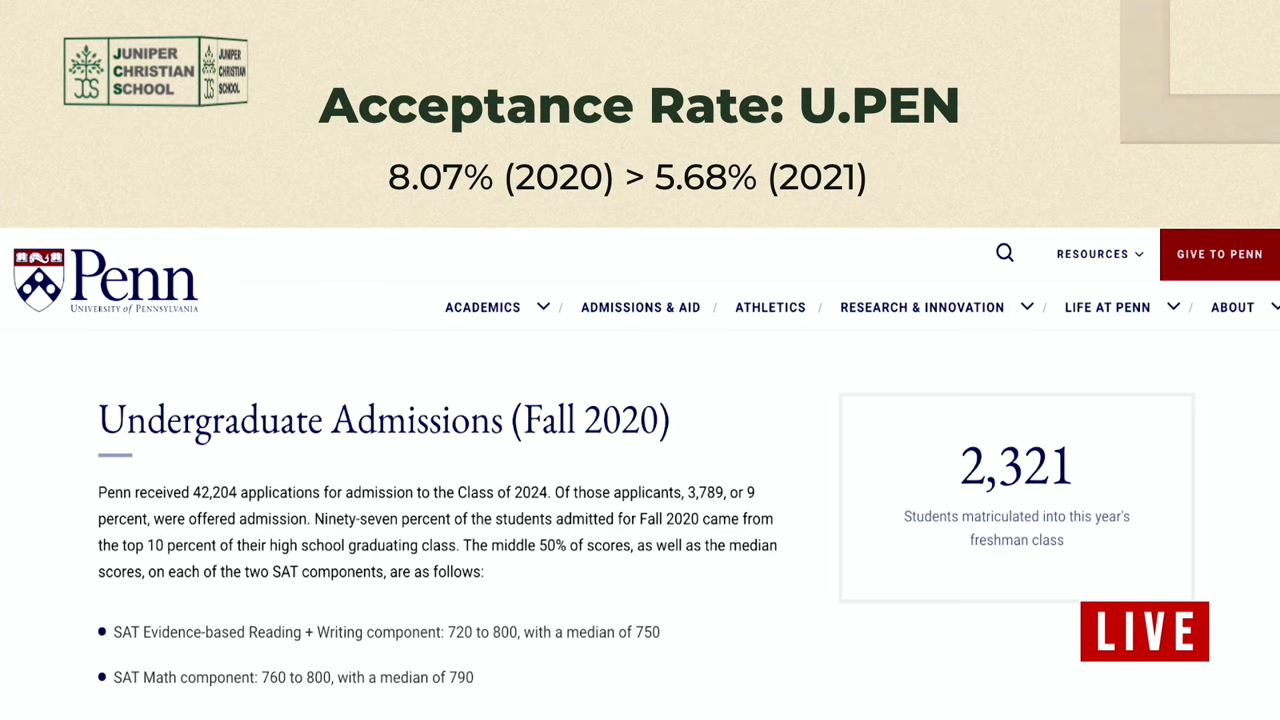 JUNIPER
CHRISTIAN
SCHOOL
JCS
JUNIPER
CHRISTIAN
SCHOOL
JCS
Acceptance Rate: U.PEN
8.07% (2020) > 5.68% (2021)
Penn
UNIVERSITY of PENNSYLVANIA
RESOURCES
GIVE TO PENN
ACADEMICS / ADMISSIONS & AID / ATHLETICS / RESEARCH & INNOVATION / LIFE AT PENN / ABOUT
Undergraduate Admissions (Fall 2020)
Penn received 42,204 applications for admission to the Class of 2024. Of those applicants, 3,789, or 9
percent, were offered admission. Ninety-seven percent of the students admitted for Fall 2020 came from
the top 10 percent of their high school graduating class. The middle 50% of scores, as well as the median
scores, on each of the two SAT components, are as follows:
• SAT Evidence-based Reading + Writing component: 720 to 800, with a median of 750
• SAT Math component: 760 to 800, with a median of 790
2,321
Students matriculated into this year's
freshman class
LIVE